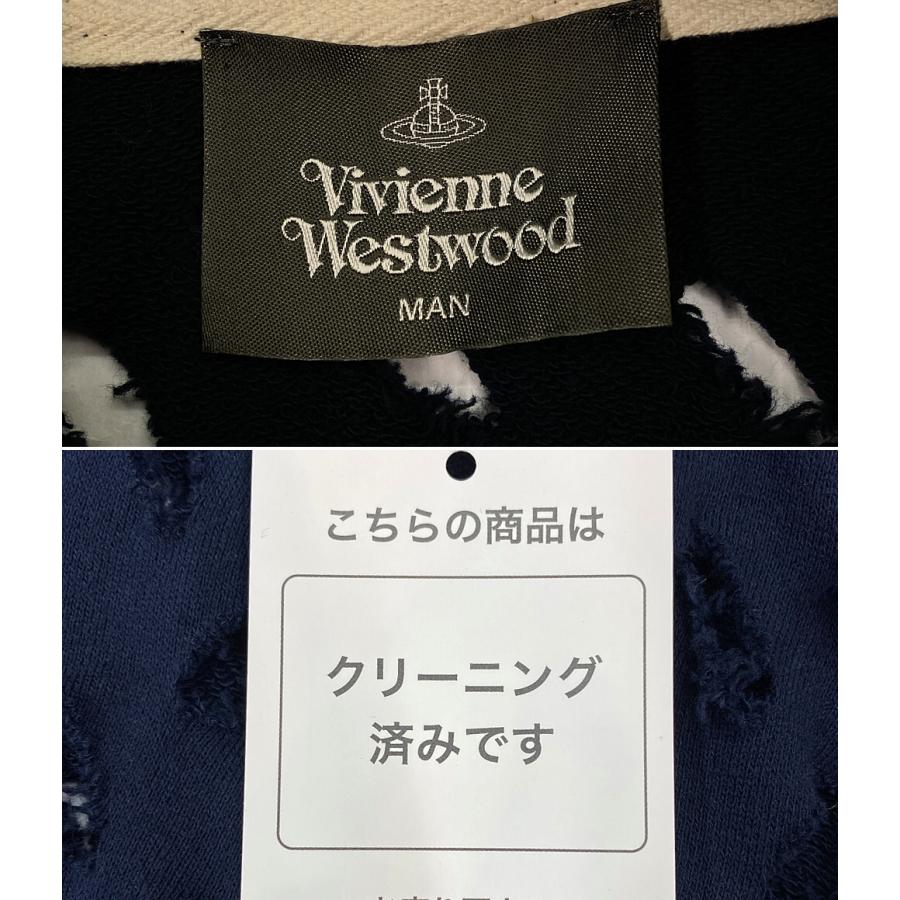 Vivienne
Westwood
MAN
こちらの商品は
クリーニング
済みです